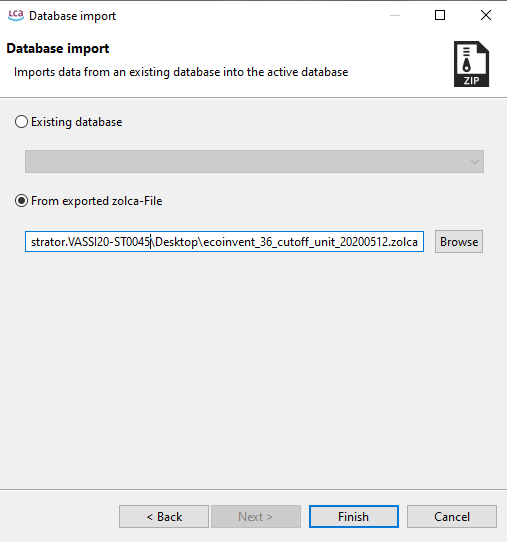 LCA Database import
Database import
Imports data from an existing database into the active database
ZIP
Existing database
From exported zolca-File
strator.VASSI20-ST0045\Desktop\ecoinvent_36_cutoff_unit_20200512.zolca
Browse
< Back
Next >
Finish
Cancel